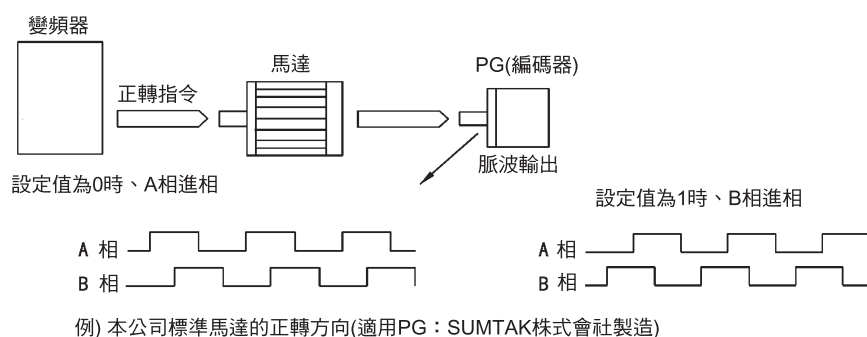 變頻器
馬達
PG(編碼器)
正轉指令
脈波輸出
設定值為0時、A相進相
設定值為1時、B相進相
A 相
B 相
A 相
B 相
例) 本公司標準馬達的正轉方向(適用PG：SUMTAK株式會社製造)